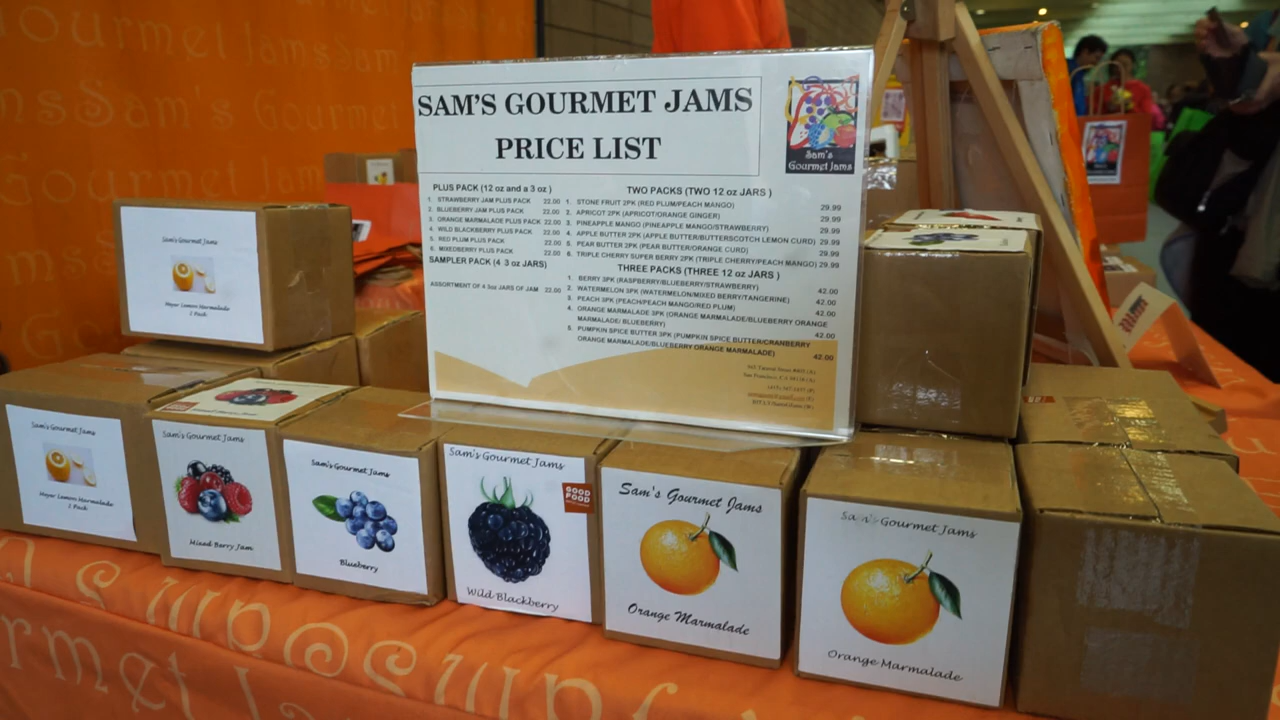 SAM'S GOURMET JAMS
PRICE LIST
Sam's
Gourmet Jams
PLUS PACK (12 oz and a 3 oz )
1. STRAWBERRY JAM PLUS PACK 22.00
2. BLUEBERRY JAM PLUS PACK 22.00
3. ORANGE MARMALADE PLUS PACK 22.00
4. WILD BLACKBERRY PLUS PACK 22.00
5. RED PLUM PLUS PACK 22.00
6. MIXEDBERRY PLUS PACK 22.00
SAMPLER PACK (4 3 oz JARS)
ASSORTMENT OF 4 3oz JARS OF JAM 22.00
TWO PACKS (TWO 12 oz JARS )
1. STONE FRUIT 2PK (RED PLUM/PEACH MANGO) 29.99
2. APRICOT 2PK (APRICOT/ORANGE GINGER) 29.99
3. PINEAPPLE MANGO (PINEAPPLE MANGO/STRAWBERRY) 29.99
4. APPLE BUTTER 2PK (APPLE BUTTER/BUTTERSCOTCH LEMON CURD) 29.99
5. PEAR BUTTER 2PK (PEAR BUTTER/ORANGE CURD) 29.99
6. TRIPLE CHERRY SUPER BERRY 2PK (TRIPLE CHERRY/PEACH MANGO) 29.99
THREE PACKS (THREE 12 oz JARS )
1. BERRY 3PK (RASPBERRY/BLUEBERRY/STRAWBERRY) 42.00
2. WATERMELON 3PK (WATERMELON/MIXED BERRY/TANGERINE) 42.00
3. PEACH 3PK (PEACH/PEACH MANGO/RED PLUM) 42.00
4. ORANGE MARMALADE 3PK (ORANGE MARMALADE/BLUEBERRY ORANGE
MARMALADE/ BLUEBERRY) 42.00
5. PUMPKIN SPICE BUTTER 3PK (PUMPKIN SPICE BUTTER/CRANBERRY
ORANGE MARMALADE/BLUEBERRY ORANGE MARMALADE) 42.00
Sam's Gourmet Jams
Meyer Lemon Marmalade
1 Pack
Sam's Gourmet Jams
Meyer Lemon Marmalade
1 Pack
Sam's Gourmet Jams
Mixed Berry Jam
Sam's Gourmet Jams
Blueberry
Sam's Gourmet Jams
GOOD
FOOD
Wild Blackberry
Sam's Gourmet Jams
Orange Marmalade
Sam's Gourmet Jams
Orange Marmalade